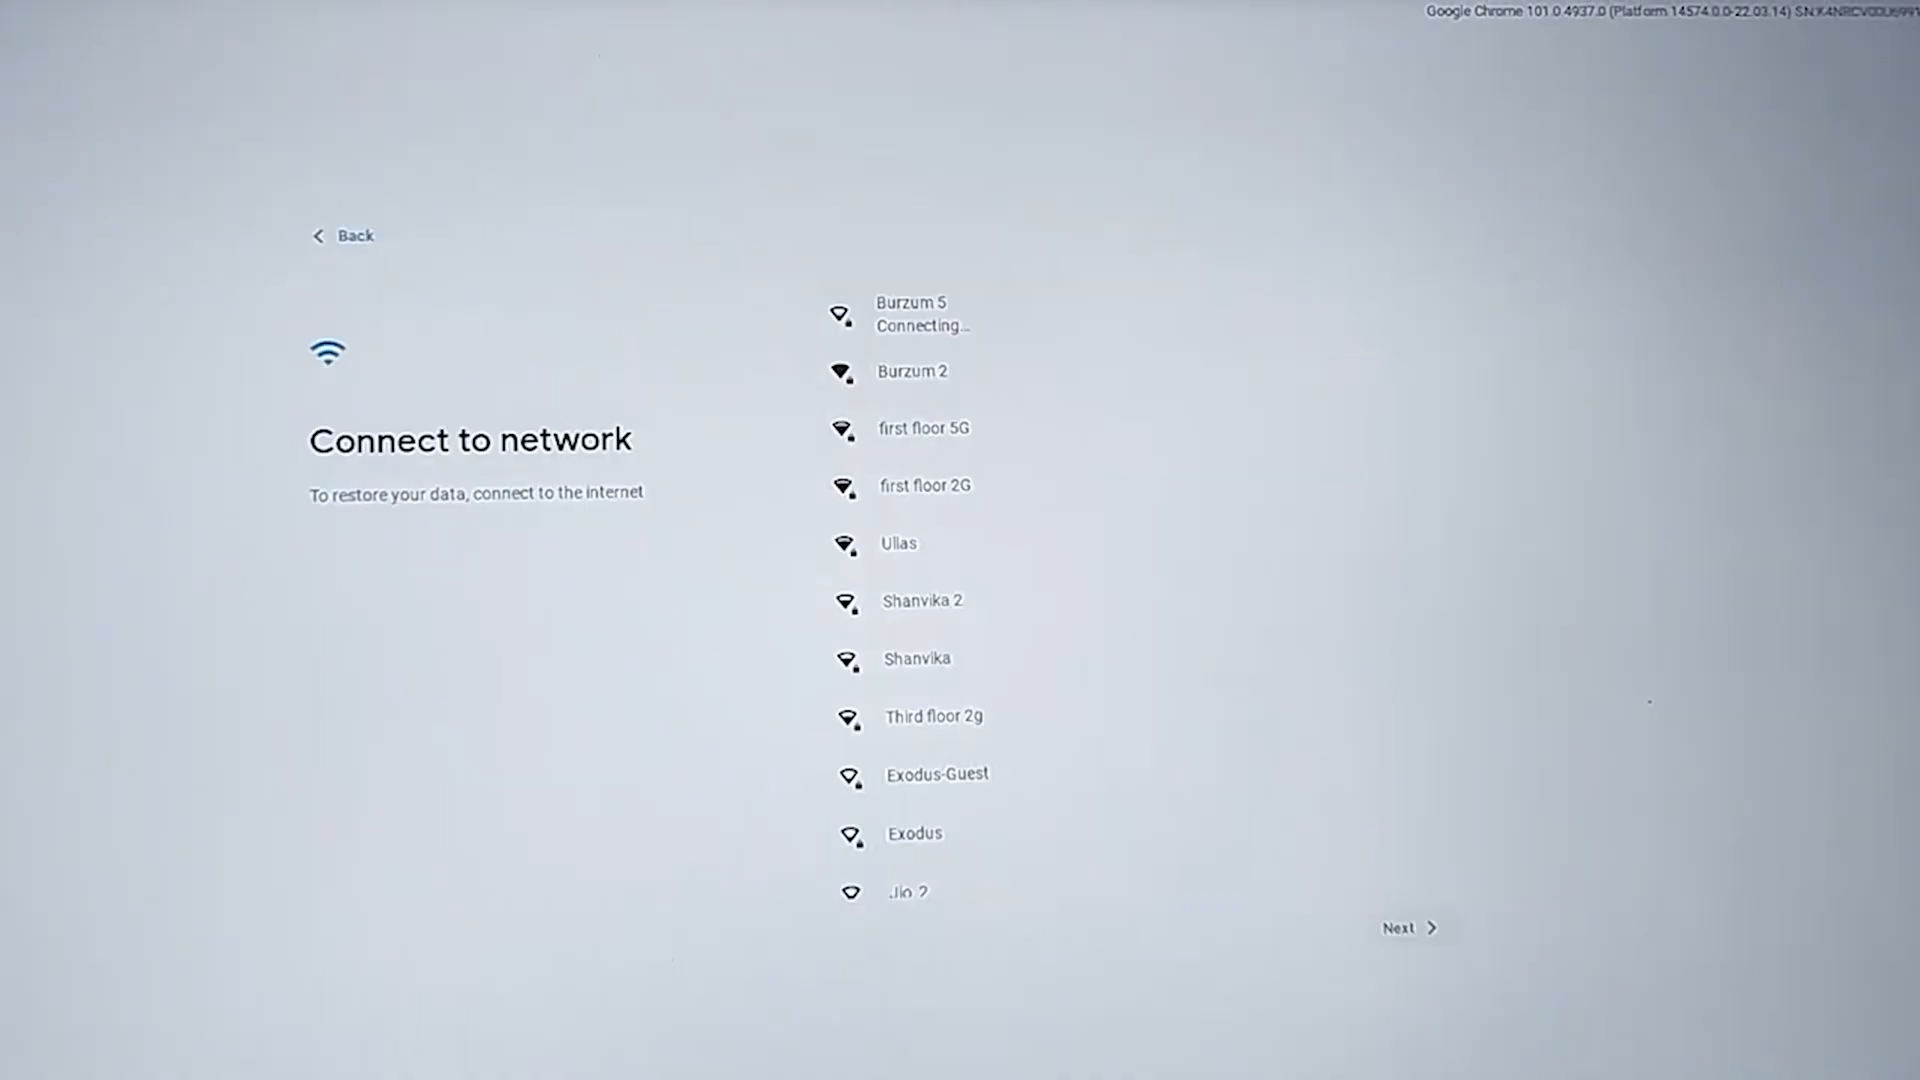 Google Chrome 101.0.4937.0 (Platform 14574.0.0-22.03.14)
Back
Connect to network
To restore your data, connect to the internet
Burzum 5
Connecting...
Burzum 2
first floor 5G
first floor 2G
Ullas
Shanvika 2
Shanvika
Third floor 2g
Exodus-Guest
Exodus
Jio 2
Next